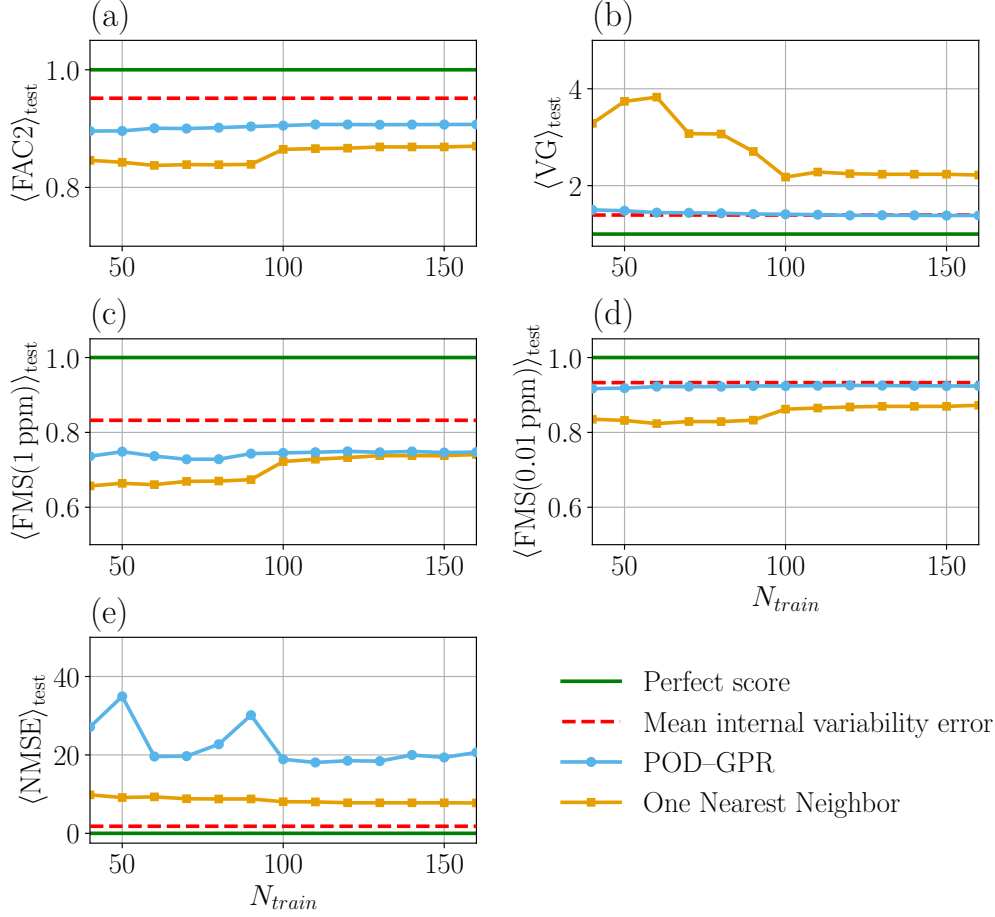 (a)
⟨FAC2⟩test
1.0
0.8
50
100
150
(b)
⟨VG⟩test
4
2
50
100
150
(c)
⟨FMS(1 ppm)⟩test
1.0
0.8
0.6
50
100
150
(d)
⟨FMS(0.01 ppm)⟩test
1.0
0.8
0.6
50
100
150
Ntrain
(e)
⟨NMSE⟩test
40
20
0
50
100
150
Ntrain
Perfect score
Mean internal variability error
POD–GPR
One Nearest Neighbor